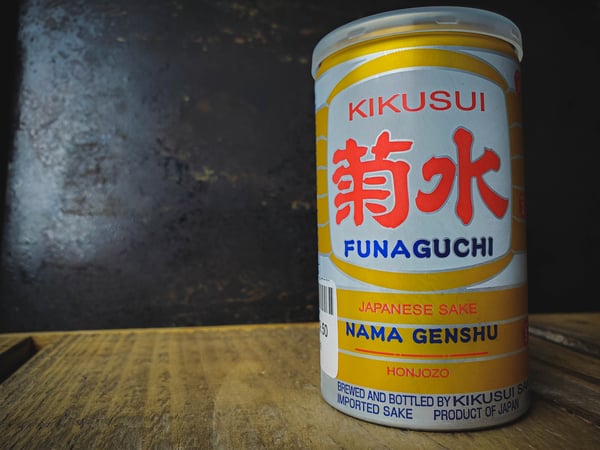 KIKUSUI
菊水
FUNAGUCHI
JAPANESE SAKE
NAMA GENSHU
HONJOZO
BREWED AND BOTTLED BY KIKUSUI
IMPORTED SAKE PRODUCT OF JAPAN
50